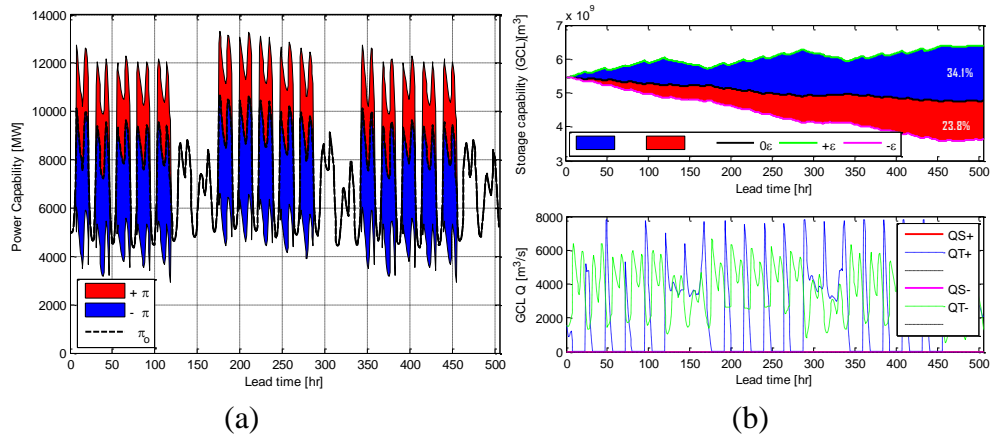 14000
12000
10000
8000
6000
4000
2000
0
Power Capability [MW]
+ π
- π
π₀
0 50 100 150 200 250 300 350 400 450 500
Lead time [hr]
(a)
x 10⁹
7
6
5
4
3
Storage capability (GCL)[m³]
34.1%
23.8%
0ε +ε -ε
0 50 100 150 200 250 300 350 400 450 500
Lead time [hr]
8000
6000
4000
2000
0
GCL Q [m³/s]
QS+
QT+
QS-
QT-
0 50 100 150 200 250 300 350 400 450 500
Lead time [hr]
(b)